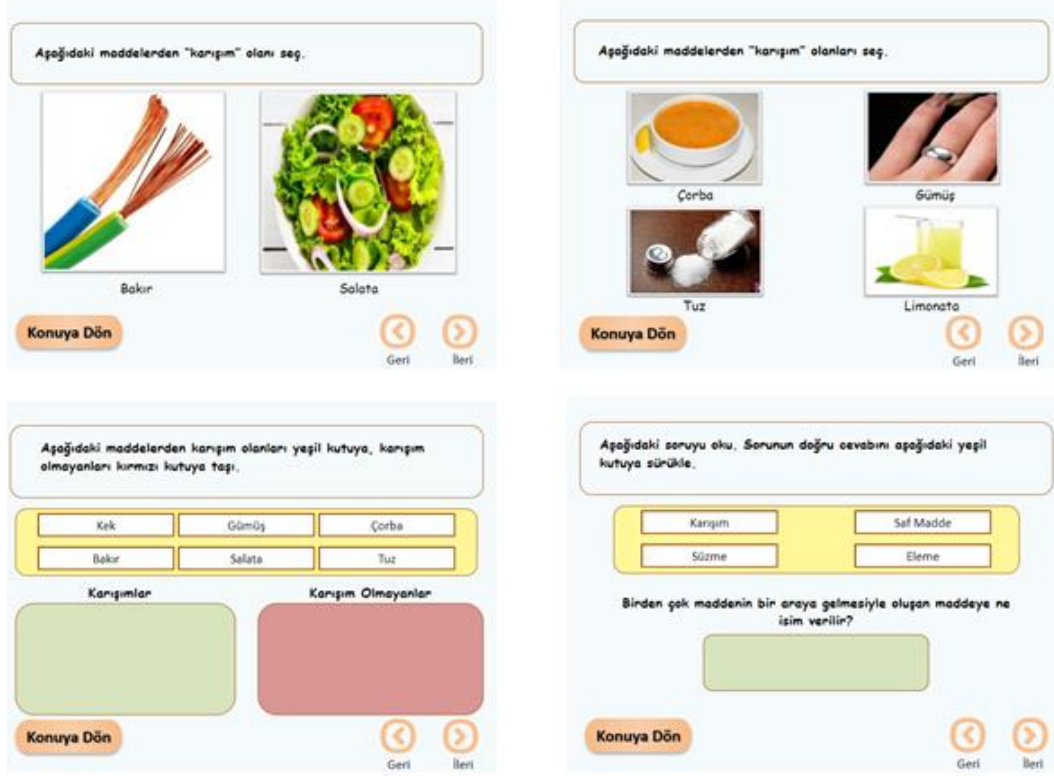 Aşağıdaki maddelerden "karışım" olanı seç.
Bakır
Salata
Konuya Dön
Geri
İleri
Aşağıdaki maddelerden "karışım" olanları seç.
Çorba
Gümüş
Tuz
Limonata
Konuya Dön
Geri
İleri
Aşağıdaki maddelerden karışım olanları yeşil kutuya, karışım
olmayanları kırmızı kutuya taşı.
Kek
Gümüş
Çorba
Bakır
Salata
Tuz
Karışımlar
Karışım Olmayanlar
Konuya Dön
Geri
İleri
Aşağıdaki soruyu oku. Sorunun doğru cevabını aşağıdaki yeşil
kutuya sürükle.
Karışım
Saf Madde
Süzme
Eleme
Birden çok maddenin bir araya gelmesiyle oluşan maddeye ne
isim verilir?
Konuya Dön
Geri
İleri